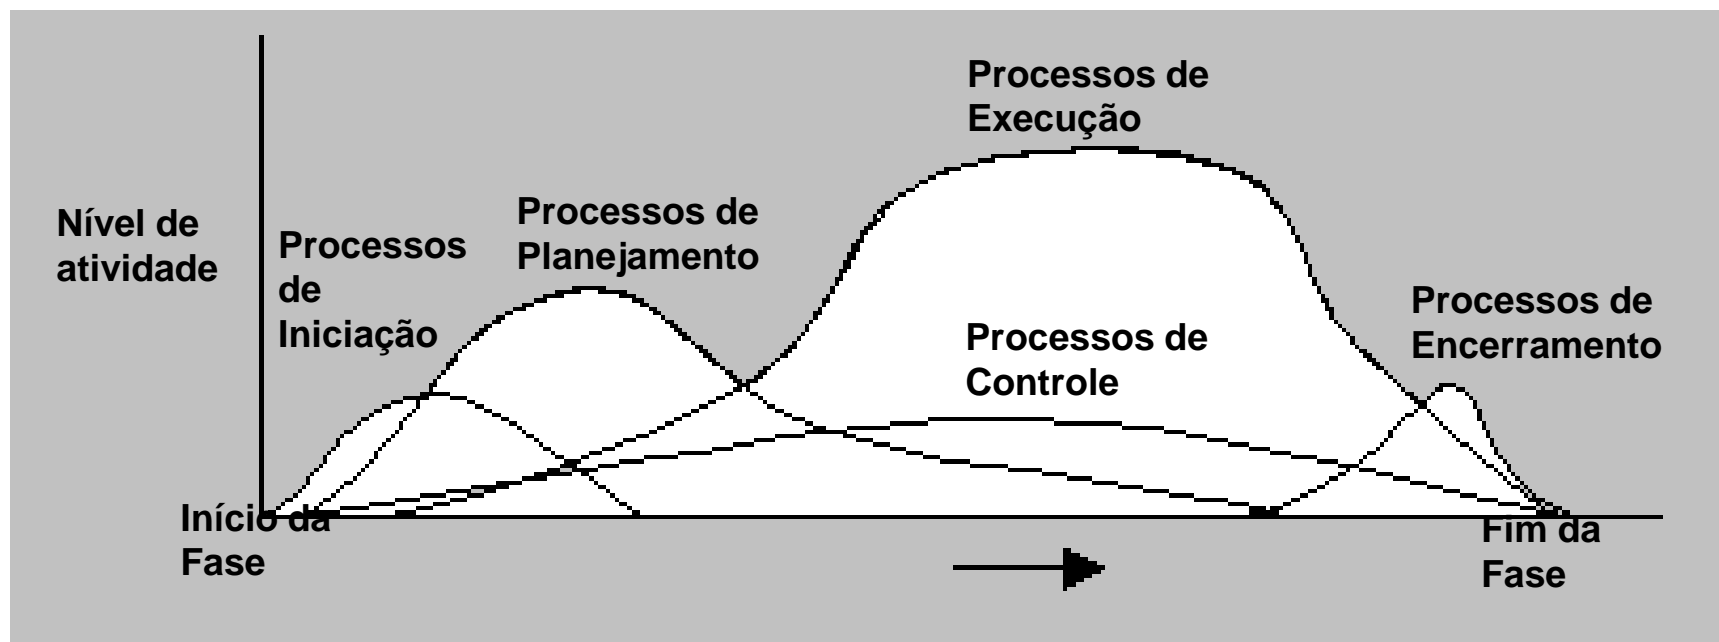 Processos de
Execução
Nível de
atividade
Processos
de
Iniciação
Processos de
Planejamento
Processos de
Controle
Processos de
Encerramento
Início da
Fase
Fim da
Fase